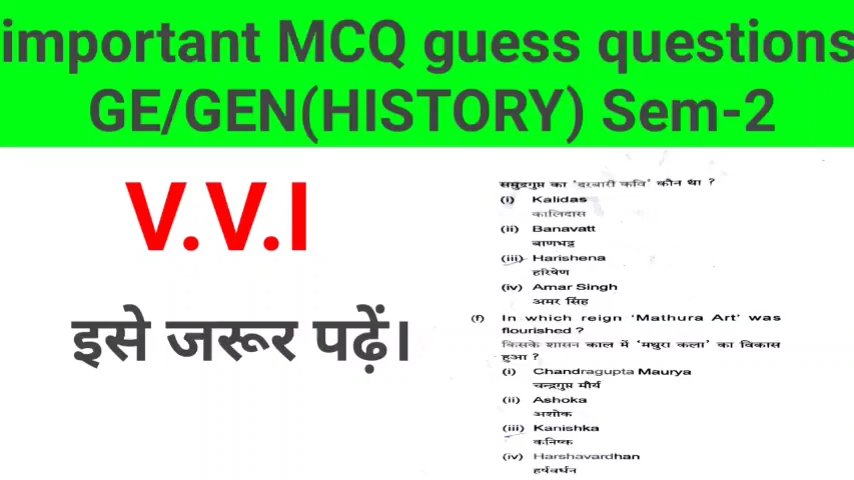 important MCQ guess questions
GE/GEN(HISTORY) Sem-2
V.V.I
इसे जरूर पढ़ें।
समुद्रगुप्त का 'दरबारी कवि' कौन था ?
(i) Kalidas
कालिदास
(ii) Banavatt
बाणभट्ट
(iii) Harishena
हरिषेण
(iv) Amar Singh
अमर सिंह
(f) In which reign 'Mathura Art' was
flourished ?
किसके शासन काल में 'मथुरा कला' का विकास
हुआ ?
(i) Chandragupta Maurya
चन्द्रगुप्त मौर्य
(ii) Ashoka
अशोक
(iii) Kanishka
कनिष्क
(iv) Harshavardhan
हर्षवर्धन